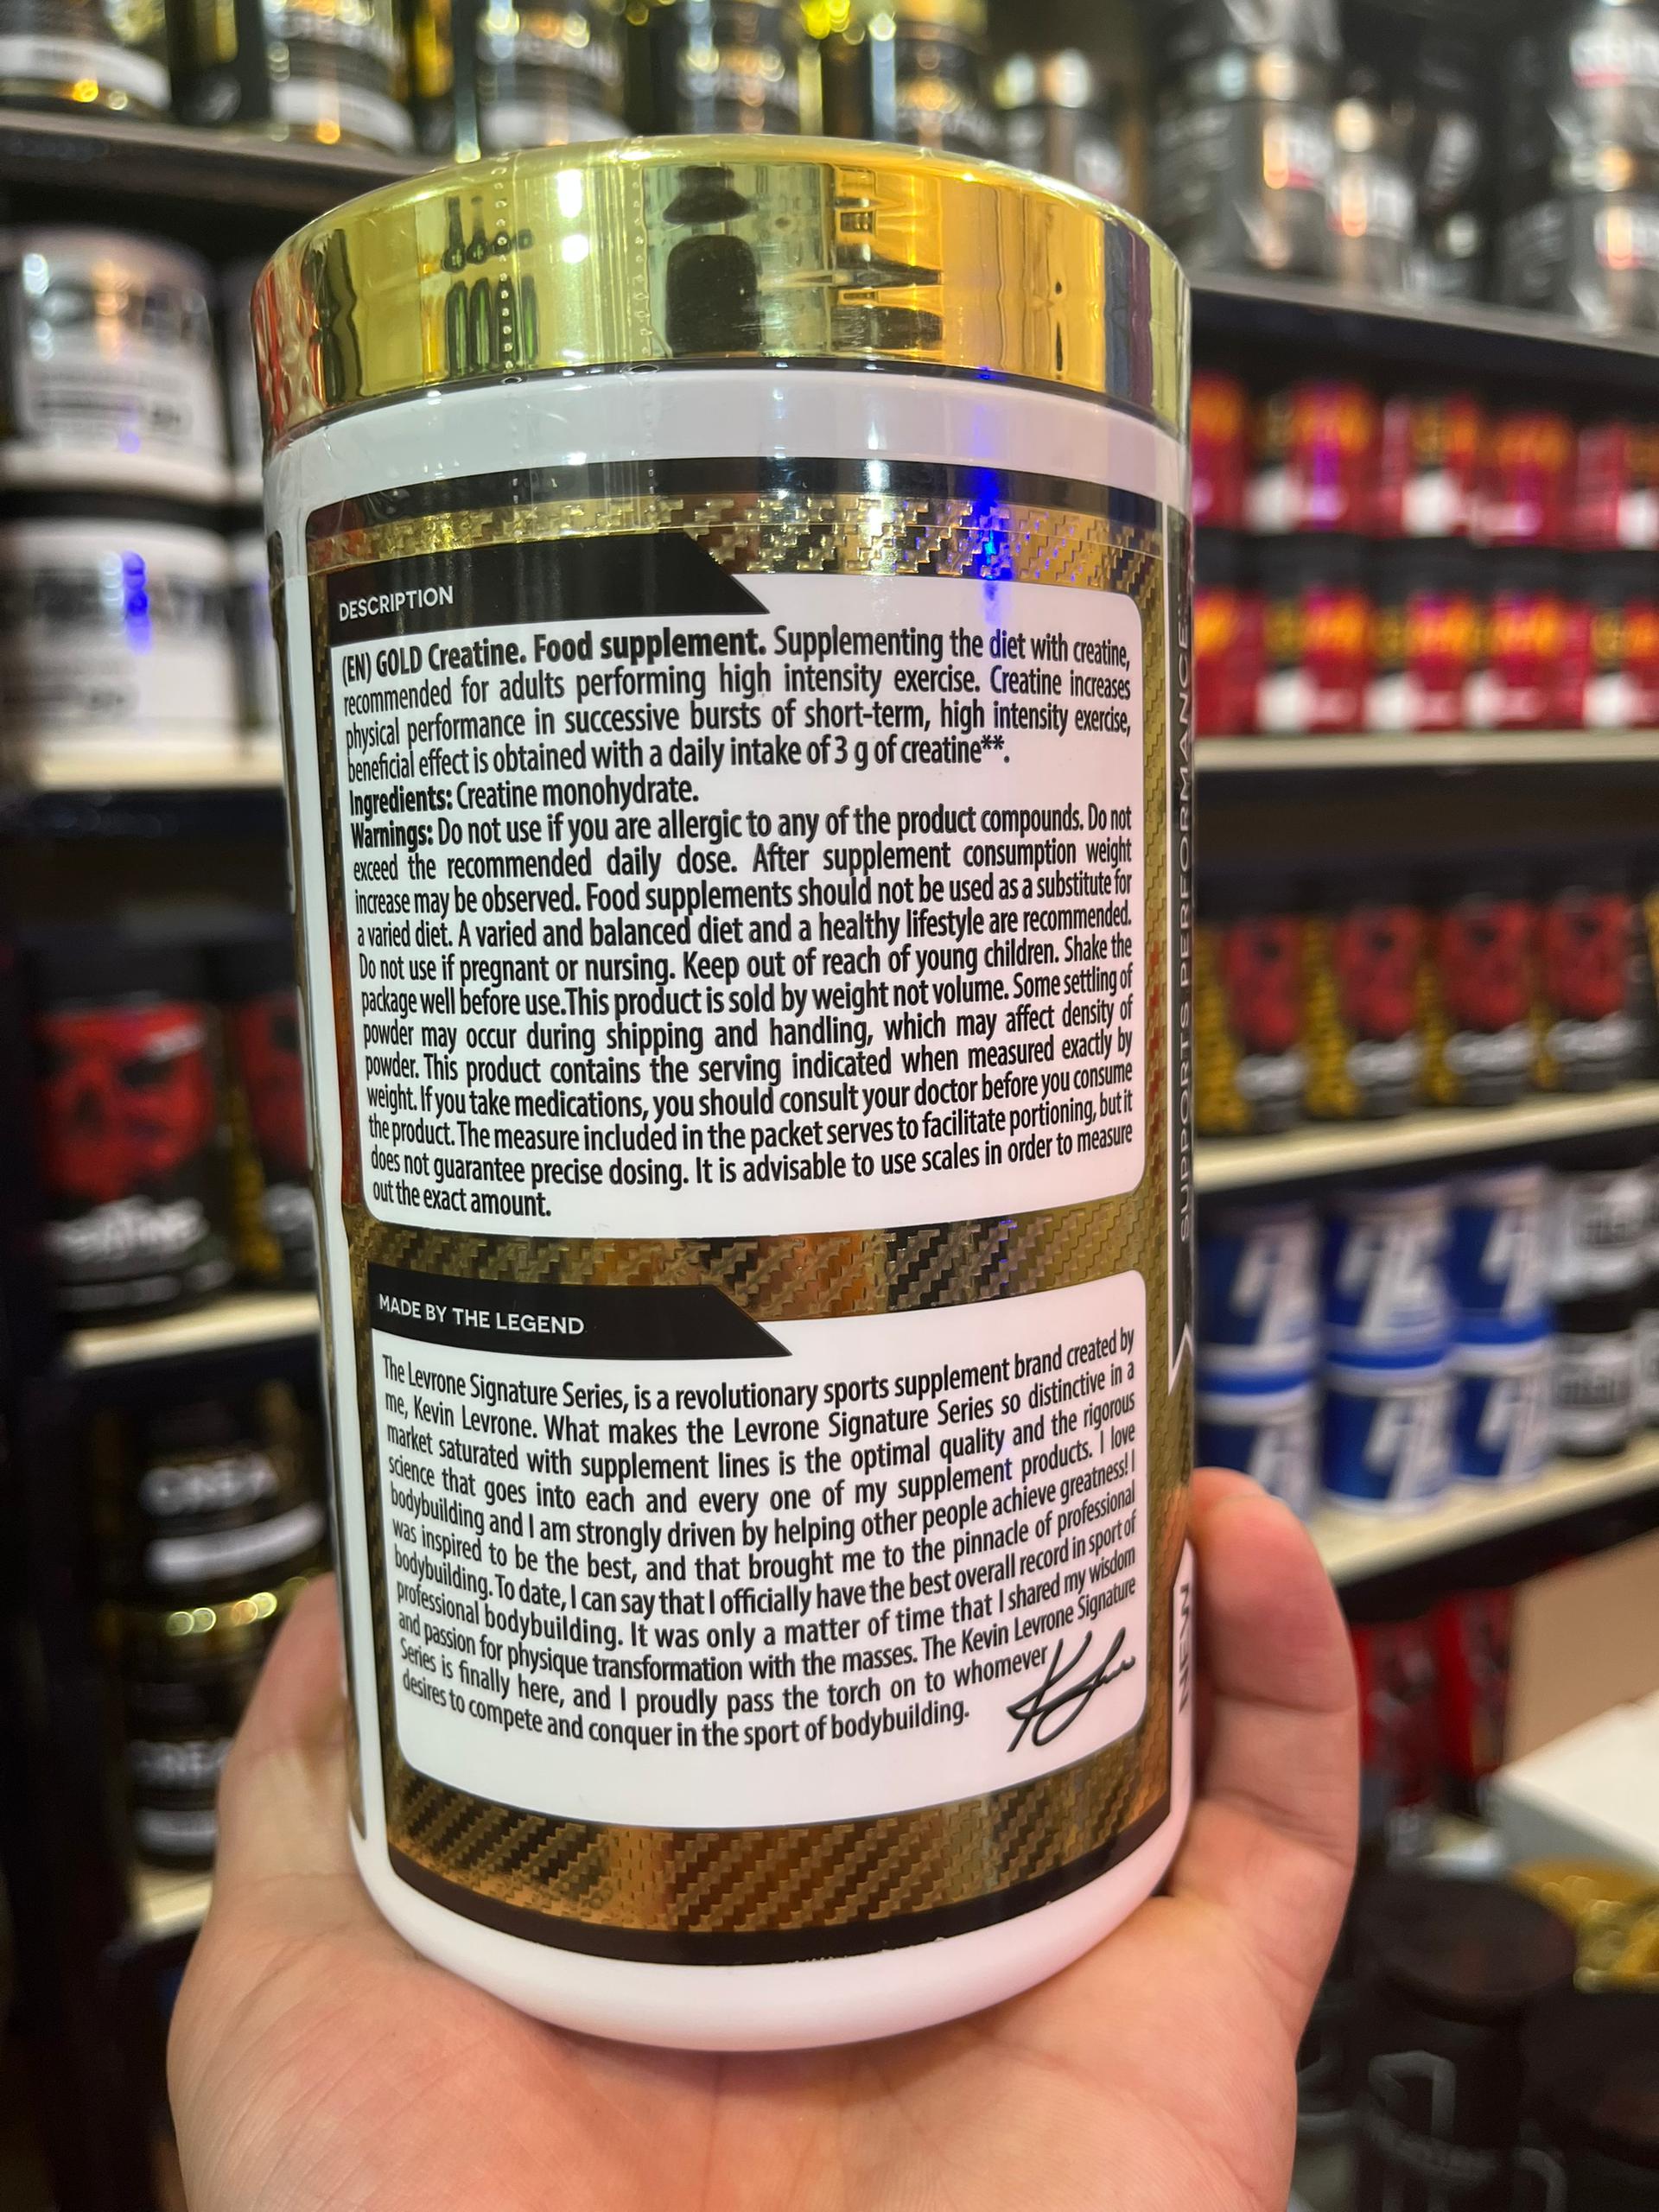 DESCRIPTION
(EN) GOLD Creatine. Food supplement. Supplementing the diet with creatine,
recommended for adults performing high intensity exercise. Creatine increases
physical performance in successive bursts of short-term, high intensity exercise,
beneficial effect is obtained with a daily intake of 3 g of creatine**.
Ingredients: Creatine monohydrate.
Warnings: Do not use if you are allergic to any of the product compounds. Do not
exceed the recommended daily dose. After supplement consumption weight
increase may be observed. Food supplements should not be used as a substitute for
a varied diet. A varied and balanced diet and a healthy lifestyle are recommended.
Do not use if pregnant or nursing. Keep out of reach of young children. Shake the
package well before use.This product is sold by weight not volume. Some settling of
powder may occur during shipping and handling, which may affect density of
powder. This product contains the serving indicated when measured exactly by
weight. If you take medications, you should consult your doctor before you consume
the product. The measure included in the packet serves to facilitate portioning, but it
does not guarantee precise dosing. It is advisable to use scales in order to measure
out the exact amount.
MADE BY THE LEGEND
The Levrone Signature Series, is a revolutionary sports supplement brand created by
me, Kevin Levrone. What makes the Levrone Signature Series so distinctive in a
market saturated with supplement lines is the optimal quality and the rigorous
science that goes into each and every one of my supplement products. I love
bodybuilding and I am strongly driven by helping other people achieve greatness! I
was inspired to be the best, and that brought me to the pinnacle of professional
bodybuilding. To date, I can say that I officially have the best overall record in sport of
professional bodybuilding. It was only a matter of time that I shared my wisdom
and passion for physique transformation with the masses. The Kevin Levrone Signature
Series is finally here, and I proudly pass the torch on to whomever
desires to compete and conquer in the sport of bodybuilding.
SUPPORTS PERFORMANCE
NEW